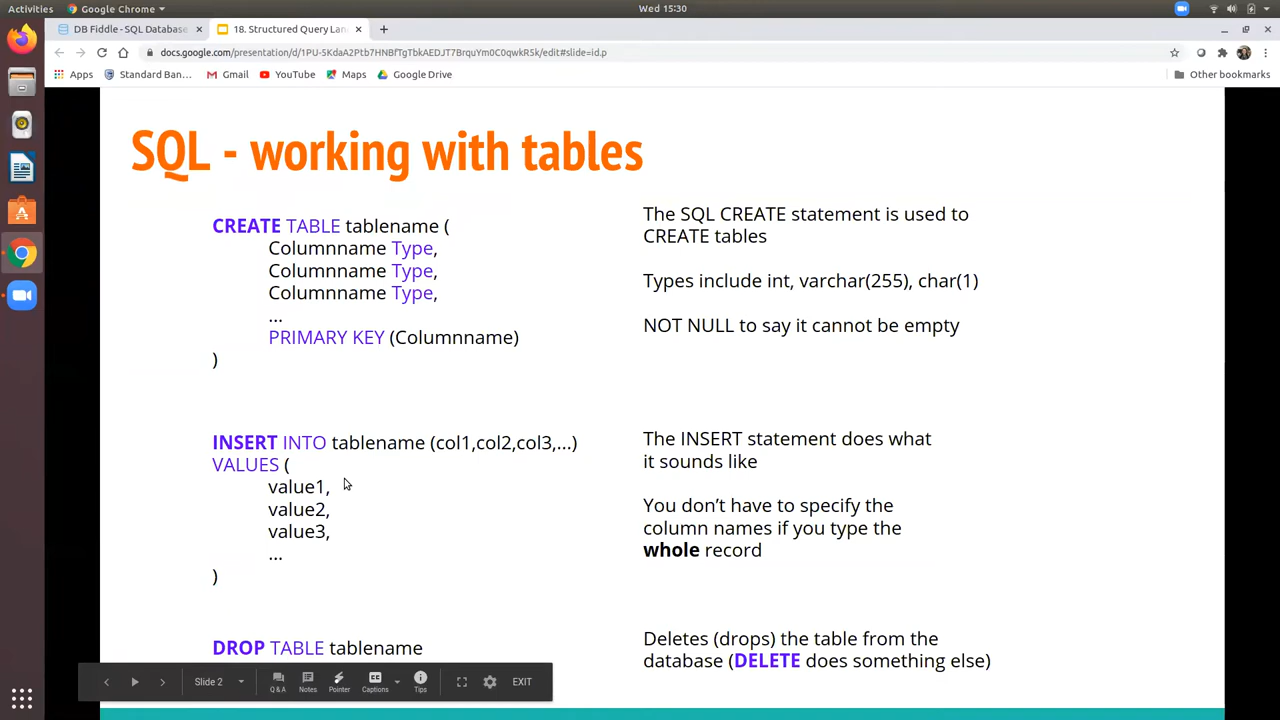 Activities
Google Chrome
Wed 15:30
DB Fiddle - SQL Database
18. Structured Query Lan
docs.google.com/presentation/d/1PU-5KdaA2Ptb7HNBfTgTbkAEDJT7BrquYm0C0qwkR5k/edit#slide=id.p
Apps
Standard Ban...
Gmail
YouTube
Maps
Google Drive
Other bookmarks
SQL - working with tables
CREATE TABLE tablename (
Columnname Type,
Columnname Type,
Columnname Type,
...
PRIMARY KEY (Columnname)
)
The SQL CREATE statement is used to
CREATE tables
Types include int, varchar(255), char(1)
NOT NULL to say it cannot be empty
INSERT INTO tablename (col1,col2,col3,...)
VALUES (
value1,
value2,
value3,
...
)
The INSERT statement does what
it sounds like
You don’t have to specify the
column names if you type the
whole record
DROP TABLE tablename
Deletes (drops) the table from the
database (DELETE does something else)
Slide 2
Q & A
Notes
Pointer
Captions
Tips
EXIT